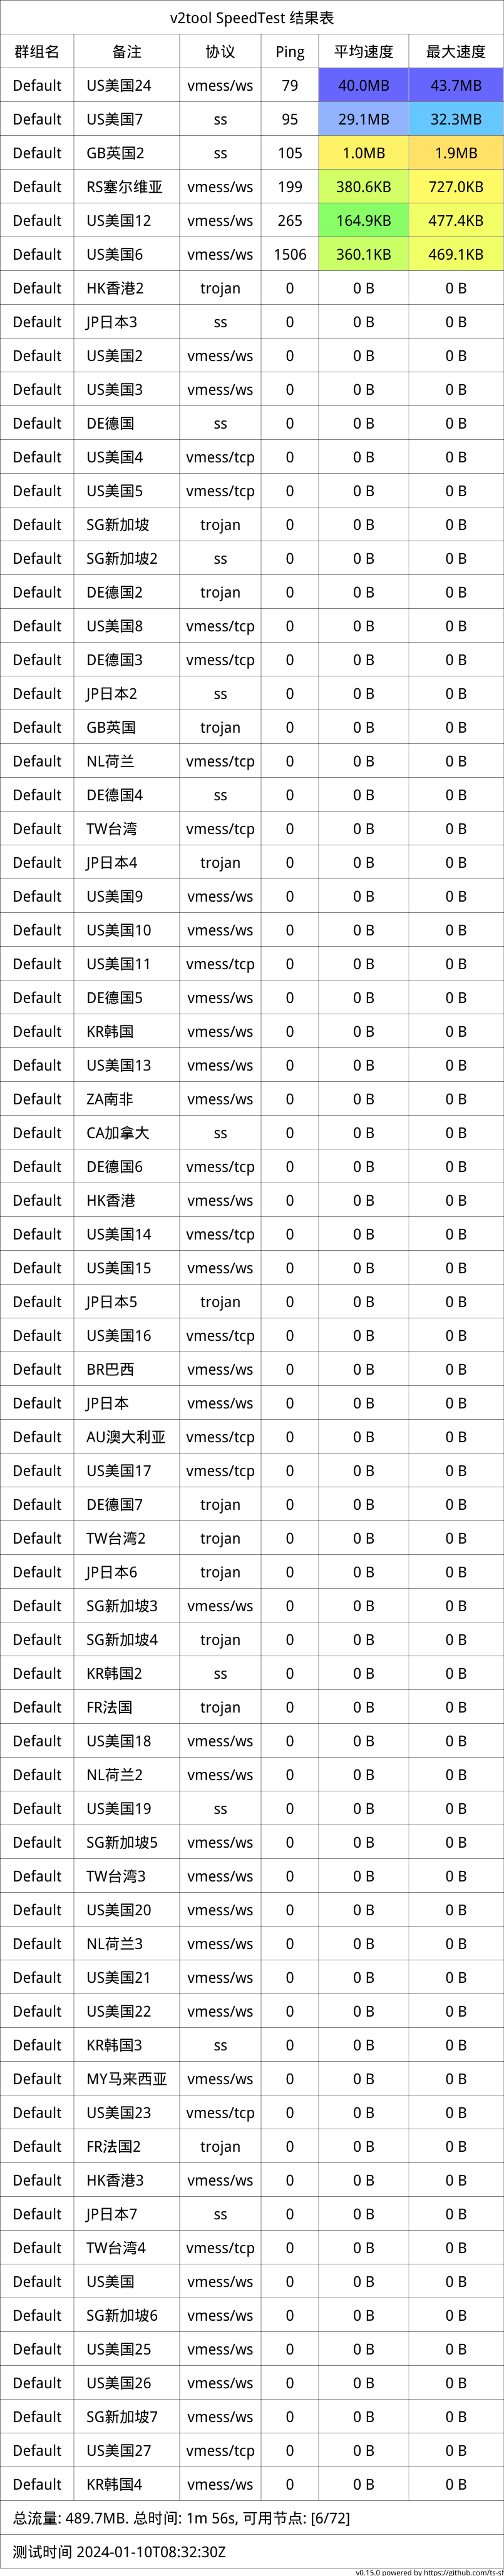 v2tool SpeedTest 结果表
群组名 备注 协议 Ping 平均速度 最大速度
Default US美国24 vmess/ws 79 40.0MB 43.7MB
Default US美国7 ss 95 29.1MB 32.3MB
Default GB英国2 ss 105 1.0MB 1.9MB
Default RS塞尔维亚 vmess/ws 199 380.6KB 727.0KB
Default US美国12 vmess/ws 265 164.9KB 477.4KB
Default US美国6 vmess/ws 1506 360.1KB 469.1KB
Default HK香港2 trojan 0 0 B 0 B
Default JP日本3 ss 0 0 B 0 B
Default US美国2 vmess/ws 0 0 B 0 B
Default US美国3 vmess/ws 0 0 B 0 B
Default DE德国 ss 0 0 B 0 B
Default US美国4 vmess/tcp 0 0 B 0 B
Default US美国5 vmess/tcp 0 0 B 0 B
Default SG新加坡 trojan 0 0 B 0 B
Default SG新加坡2 ss 0 0 B 0 B
Default DE德国2 trojan 0 0 B 0 B
Default US美国8 vmess/tcp 0 0 B 0 B
Default DE德国3 vmess/tcp 0 0 B 0 B
Default JP日本2 ss 0 0 B 0 B
Default GB英国 trojan 0 0 B 0 B
Default NL荷兰 vmess/tcp 0 0 B 0 B
Default DE德国4 ss 0 0 B 0 B
Default TW台湾 vmess/tcp 0 0 B 0 B
Default JP日本4 trojan 0 0 B 0 B
Default US美国9 vmess/ws 0 0 B 0 B
Default US美国10 vmess/ws 0 0 B 0 B
Default US美国11 vmess/tcp 0 0 B 0 B
Default DE德国5 vmess/ws 0 0 B 0 B
Default KR韩国 vmess/ws 0 0 B 0 B
Default US美国13 vmess/ws 0 0 B 0 B
Default ZA南非 vmess/ws 0 0 B 0 B
Default CA加拿大 ss 0 0 B 0 B
Default DE德国6 vmess/tcp 0 0 B 0 B
Default HK香港 vmess/ws 0 0 B 0 B
Default US美国14 vmess/tcp 0 0 B 0 B
Default US美国15 vmess/ws 0 0 B 0 B
Default JP日本5 trojan 0 0 B 0 B
Default US美国16 vmess/tcp 0 0 B 0 B
Default BR巴西 vmess/ws 0 0 B 0 B
Default JP日本 vmess/ws 0 0 B 0 B
Default AU澳大利亚 vmess/tcp 0 0 B 0 B
Default US美国17 vmess/tcp 0 0 B 0 B
Default DE德国7 trojan 0 0 B 0 B
Default TW台湾2 trojan 0 0 B 0 B
Default JP日本6 trojan 0 0 B 0 B
Default SG新加坡3 vmess/ws 0 0 B 0 B
Default SG新加坡4 trojan 0 0 B 0 B
Default KR韩国2 ss 0 0 B 0 B
Default FR法国 trojan 0 0 B 0 B
Default US美国18 vmess/ws 0 0 B 0 B
Default NL荷兰2 vmess/ws 0 0 B 0 B
Default US美国19 ss 0 0 B 0 B
Default SG新加坡5 vmess/ws 0 0 B 0 B
Default TW台湾3 vmess/ws 0 0 B 0 B
Default US美国20 vmess/ws 0 0 B 0 B
Default NL荷兰3 vmess/ws 0 0 B 0 B
Default US美国21 vmess/ws 0 0 B 0 B
Default US美国22 vmess/ws 0 0 B 0 B
Default KR韩国3 ss 0 0 B 0 B
Default MY马来西亚 vmess/ws 0 0 B 0 B
Default US美国23 vmess/tcp 0 0 B 0 B
Default FR法国2 trojan 0 0 B 0 B
Default HK香港3 vmess/ws 0 0 B 0 B
Default JP日本7 ss 0 0 B 0 B
Default TW台湾4 vmess/tcp 0 0 B 0 B
Default US美国 vmess/ws 0 0 B 0 B
Default SG新加坡6 vmess/ws 0 0 B 0 B
Default US美国25 vmess/ws 0 0 B 0 B
Default US美国26 vmess/ws 0 0 B 0 B
Default SG新加坡7 vmess/ws 0 0 B 0 B
Default US美国27 vmess/tcp 0 0 B 0 B
Default KR韩国4 vmess/ws 0 0 B 0 B
总流量: 489.7MB. 总时间: 1m 56s, 可用节点: [6/72]
测试时间 2024-01-10T08:32:30Z
v0.15.0 powered by https://github.com/ts-sf